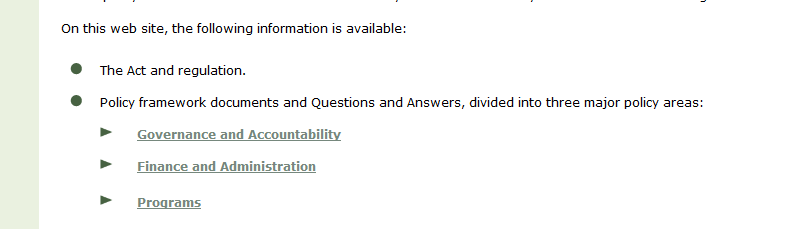 On this web site, the following information is available:
The Act and regulation.
Policy framework documents and Questions and Answers, divided into three major policy areas:
Governance and Accountability
Finance and Administration
Programs